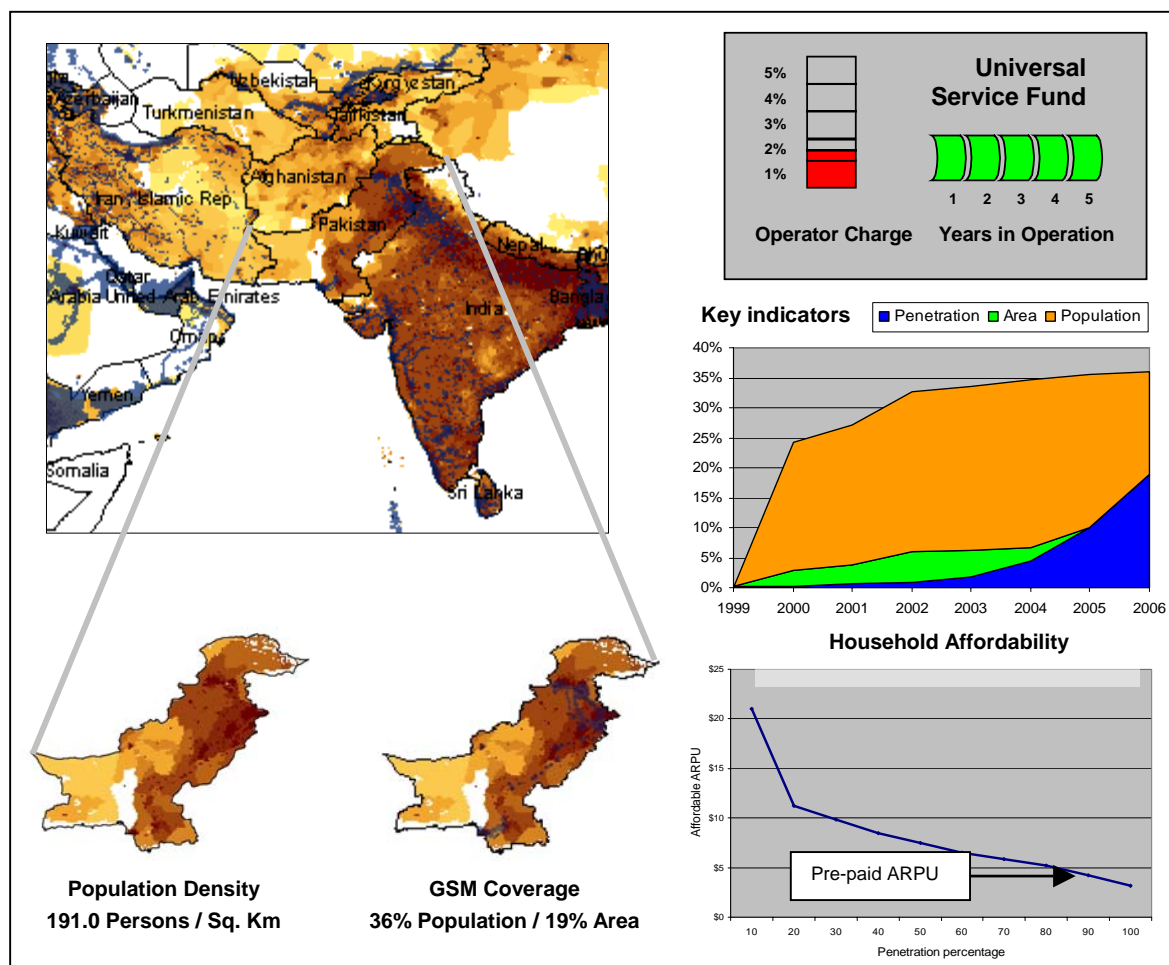 Uzbekistan
Kyrgyzstan
Azerbaijan
Turkmenistan
Tajikistan
Afghanistan
Iran, Islamic Rep.
Pakistan
Kuwait
Nepal
Bhu
Qatar
Arabia United Arab Emirates
Bangla
India
Oman
Yemen
Somalia
Sri Lanka
Population Density
191.0 Persons / Sq. Km
GSM Coverage
36% Population / 19% Area
Universal
Service Fund
5%
4%
3%
2%
1%
1 2 3 4 5
Operator Charge
Years in Operation
Key indicators
Penetration
Area
Population
40%
35%
30%
25%
20%
15%
10%
5%
0%
1999 2000 2001 2002 2003 2004 2005 2006
Household Affordability
$25
$20
$15
$10
$5
$0
Affordable ARPU
Pre-paid ARPU
10 20 30 40 50 60 70 80 90 100
Penetration percentage